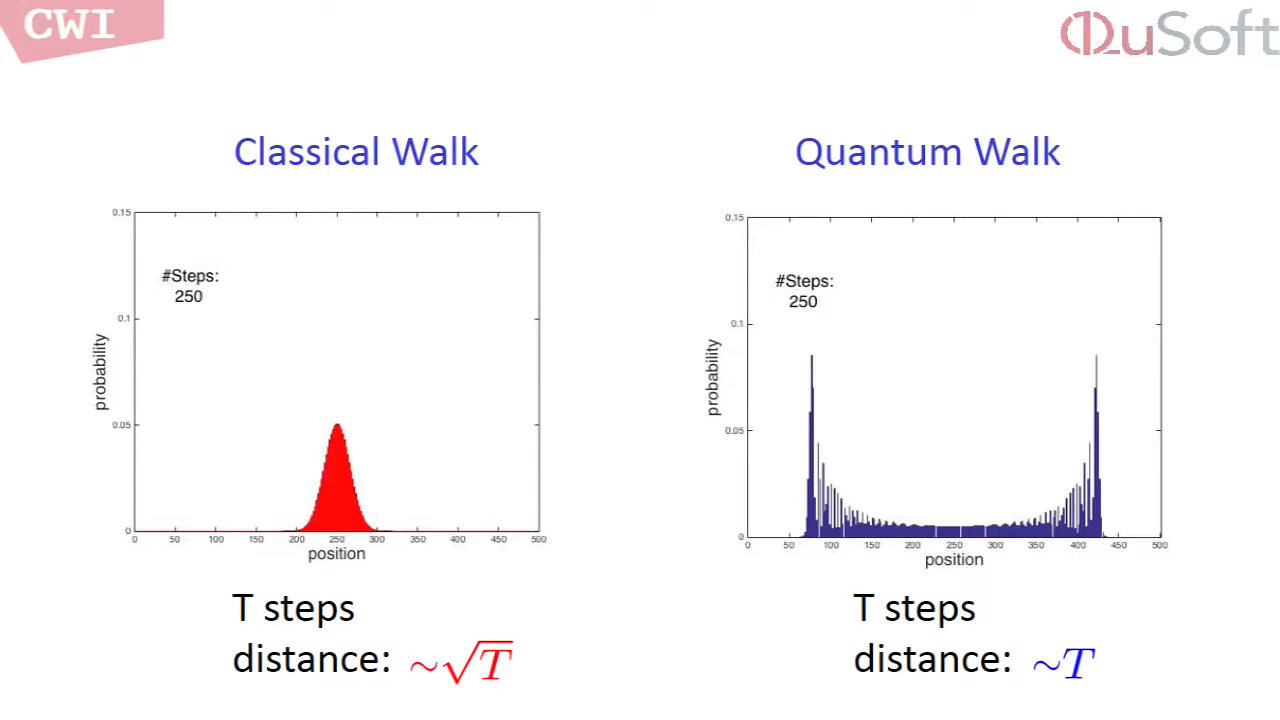 CWI
QuSoft
Classical Walk
Quantum Walk
0.15
#Steps:
250
0.1
probability
0.05
0
0 50 100 150 200 250 300 350 400 450 500
position
0.15
#Steps:
250
0.1
probability
0.05
0
0 50 100 150 200 250 300 350 400 450 500
position
T steps
distance: ~√T
T steps
distance: ~T